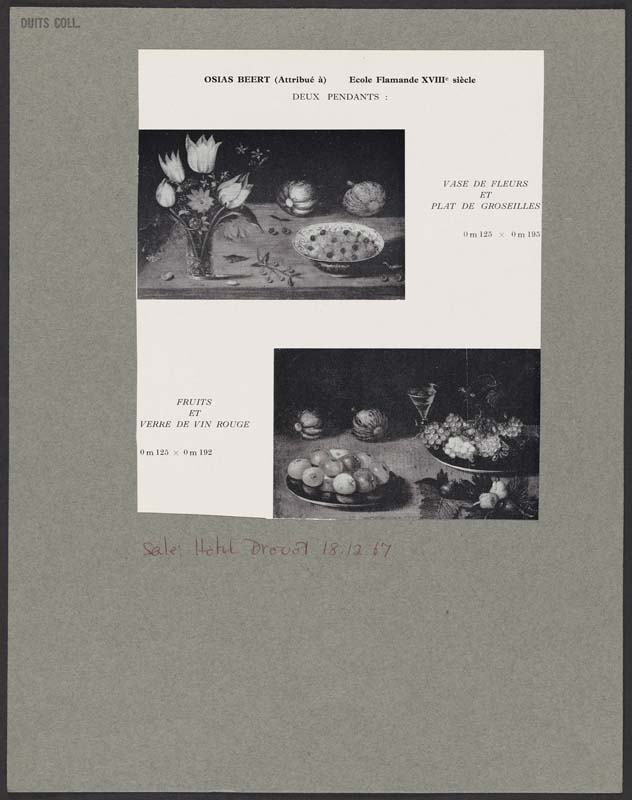 DUITS COLL.
OSIAS BEERT (Attribué à) Ecole Flamande XVIIIᵉ siècle
DEUX PENDANTS :
VASE DE FLEURS
ET
PLAT DE GROSEILLES
0 m 125 × 0 m 195
FRUITS
ET
VERRE DE VIN ROUGE
0 m 125 × 0 m 192
Sale: Hôtel Drouot 18.12.67